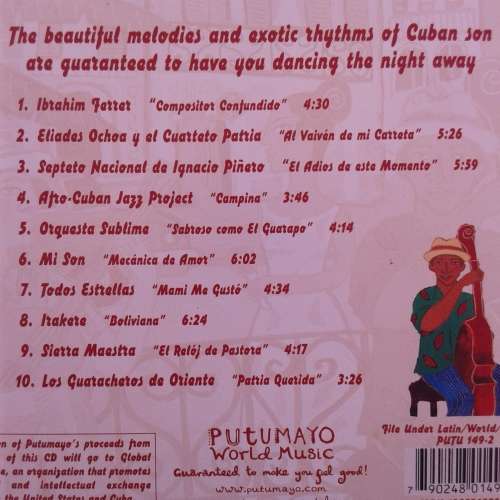 The beautiful melodies and exotic rhythms of Cuban son
are guaranteed to have you dancing the night away
1. Ibrahim Ferrer "Compositor Confundido" 4:30
2. Eliades Ochoa y el Cuarteto Patria "Al Vaivén de mi Carreta" 5:26
3. Septeto Nacional de Ignacio Piñero "El Adios de este Momento" 5:59
4. Afro-Cuban Jazz Project "Campina" 3:46
5. Orquesta Sublime "Sabroso como El Guarapo" 4:14
6. Mi Son "Mecánica de Amor" 6:02
7. Todos Estrellas "Mami Me Gustó" 4:34
8. Irakere "Boliviana" 6:24
9. Sierra Maestra "El Relój de Pastora" 4:17
10. Los Guaracheros de Oriente "Patria Querida" 3:26
of Putumayo's proceeds from
of this CD will go to Global
an organization that promotes
and intellectual exchange
the United States and Cuba
PUTUMAYO
World Music
Guaranteed to make you feel good!
www.putumayo.com
File Under Latin/World/
PUTU 149-2
7 90248 0149